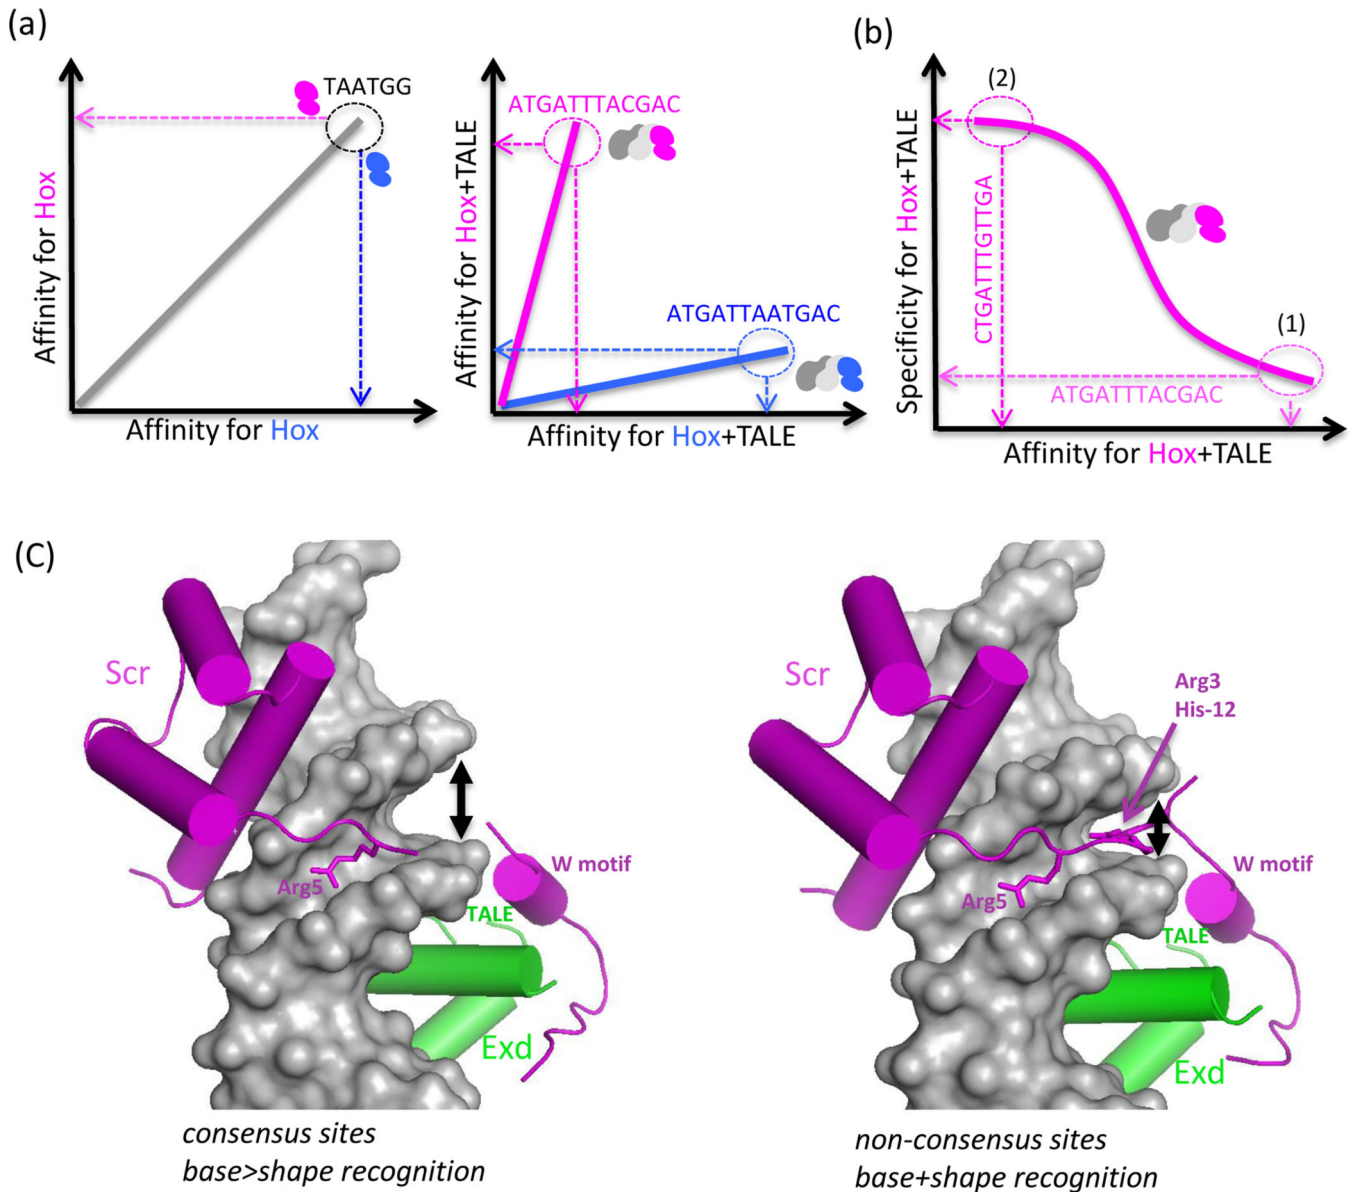 (a)
Affinity for Hox
TAATGG
Affinity for Hox
Affinity for Hox+TALE
ATGATTTACGAC
ATGATTAATGAC
Affinity for Hox+TALE
(b)
Specificity for Hox+TALE
(2)
CTGATTTGTTGA
(1)
ATGATTTACGAC
Affinity for Hox+TALE
(C)
Scr
Arg5
W motif
TALE
Exd
consensus sites
base>shape recognition
Scr
Arg3
His-12
Arg5
W motif
TALE
Exd
non-consensus sites
base+shape recognition